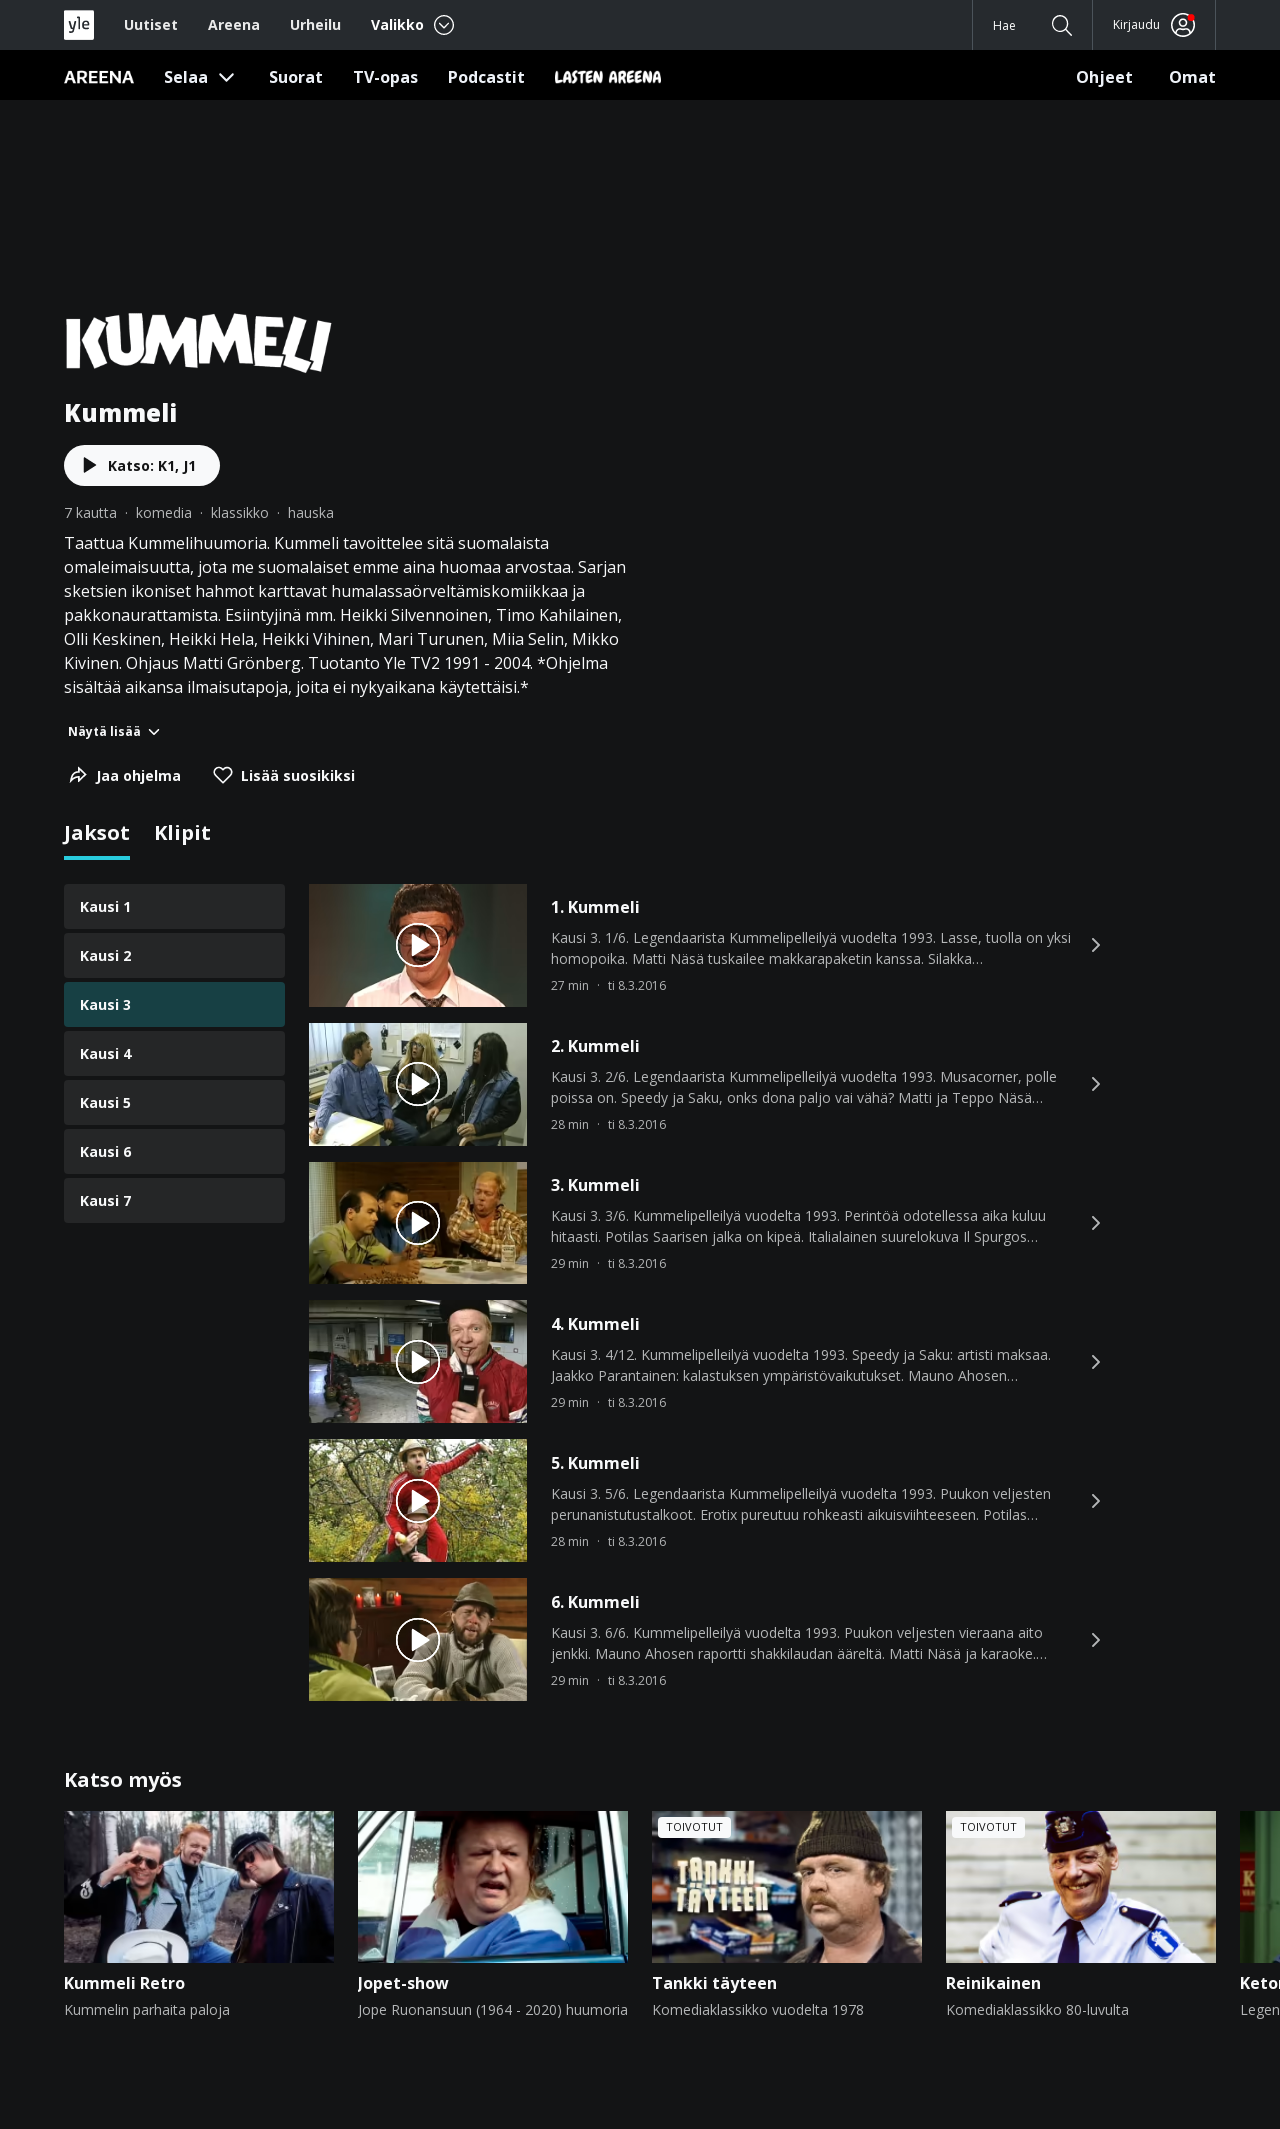 yle
Uutiset
Areena
Urheilu
Valikko
Hae
Kirjaudu
AREENA
Selaa
Suorat
TV-opas
Podcastit
LASTEN AREENA
Ohjeet
Omat
KUMMELI
Kummeli
Katso: K1, J1
7 kautta · komedia · klassikko · hauska
Taattua Kummelihuumoria. Kummeli tavoittelee sitä suomalaista
omaleimaisuutta, jota me suomalaiset emme aina huomaa arvostaa. Sarjan
sketsien ikoniset hahmot karttavat humalassaörveltämiskomiikkaa ja
pakkonaurattamista. Esiintyjinä mm. Heikki Silvennoinen, Timo Kahilainen,
Olli Keskinen, Heikki Hela, Heikki Vihinen, Mari Turunen, Miia Selin, Mikko
Kivinen. Ohjaus Matti Grönberg. Tuotanto Yle TV2 1991 - 2004. *Ohjelma
sisältää aikansa ilmaisutapoja, joita ei nykyaikana käytettäisi.*
Näytä lisää
Jaa ohjelma
Lisää suosikiksi
Jaksot
Klipit
Kausi 1
Kausi 2
Kausi 3
Kausi 4
Kausi 5
Kausi 6
Kausi 7
1. Kummeli
Kausi 3. 1/6. Legendaarista Kummelipelleilyä vuodelta 1993. Lasse, tuolla on yksi
homopoika. Matti Näsä tuskailee makkarapaketin kanssa. Silakka…
27 min · ti 8.3.2016
2. Kummeli
Kausi 3. 2/6. Legendaarista Kummelipelleilyä vuodelta 1993. Musacorner, polle
poissa on. Speedy ja Saku, onks dona paljo vai vähä? Matti ja Teppo Näsä…
28 min · ti 8.3.2016
3. Kummeli
Kausi 3. 3/6. Kummelipelleilyä vuodelta 1993. Perintöä odotellessa aika kuluu
hitaasti. Potilas Saarisen jalka on kipeä. Italialainen suurelokuva Il Spurgos…
29 min · ti 8.3.2016
4. Kummeli
Kausi 3. 4/12. Kummelipelleilyä vuodelta 1993. Speedy ja Saku: artisti maksaa.
Jaakko Parantainen: kalastuksen ympäristövaikutukset. Mauno Ahosen…
29 min · ti 8.3.2016
5. Kummeli
Kausi 3. 5/6. Legendaarista Kummelipelleilyä vuodelta 1993. Puukon veljesten
perunanistutustalkoot. Erotix pureutuu rohkeasti aikuisviihteeseen. Potilas…
28 min · ti 8.3.2016
6. Kummeli
Kausi 3. 6/6. Kummelipelleilyä vuodelta 1993. Puukon veljesten vieraana aito
jenkki. Mauno Ahosen raportti shakkilaudan ääreltä. Matti Näsä ja karaoke.…
29 min · ti 8.3.2016
Katso myös
TOIVOTUT
TANKKI
TÄYTEEN
TOIVOTUT
Kummeli Retro
Kummelin parhaita paloja
Jopet-show
Jope Ruonansuun (1964 - 2020) huumoria
Tankki täyteen
Komediaklassikko vuodelta 1978
Reinikainen
Komediaklassikko 80-luvulta